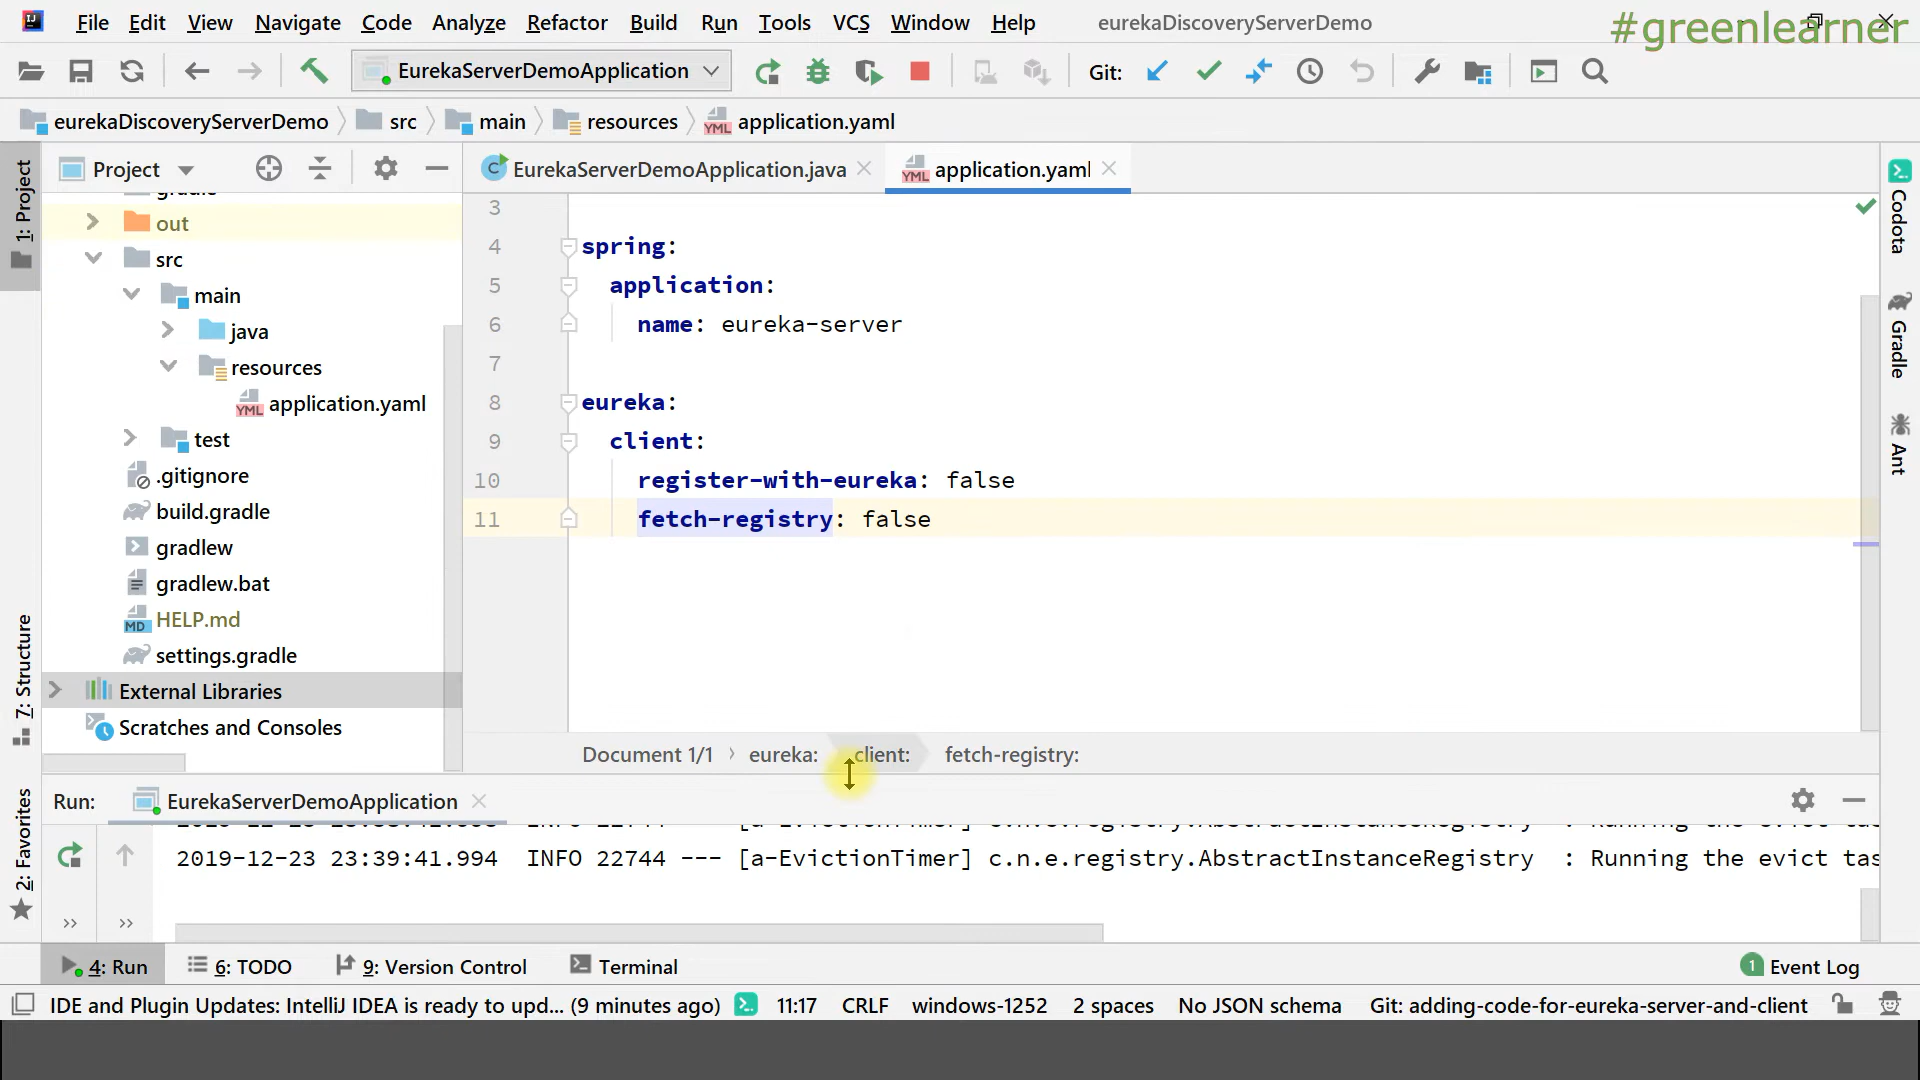 File Edit View Navigate Code Analyze Refactor Build Run Tools VCS Window Help eurekaDiscoveryServerDemo
#greenlearner
EurekaServerDemoApplication Git:
eurekaDiscoveryServerDemo src main resources application.yaml
Project EurekaServerDemoApplication.java application.yaml
1: Project
gradle
out
src
main
java
resources
application.yaml
test
.gitignore
build.gradle
gradlew
gradlew.bat
HELP.md
settings.gradle
External Libraries
Scratches and Consoles
3
4 spring:
5 application:
6 name: eureka-server
7
8 eureka:
9 client:
10 register-with-eureka: false
11 fetch-registry: false
Codota
Gradle
Ant
7: Structure
2: Favorites
Document 1/1 › eureka: client: fetch-registry:
Run: EurekaServerDemoApplication
2019-12-23 23:39:41.994 INFO 22744 --- [a-EvictionTimer] c.n.e.registry.AbstractInstanceRegistry : Running the evict tas
4: Run 6: TODO 9: Version Control Terminal 1 Event Log
IDE and Plugin Updates: IntelliJ IDEA is ready to upd... (9 minutes ago) 11:17 CRLF windows-1252 2 spaces No JSON schema Git: adding-code-for-eureka-server-and-client